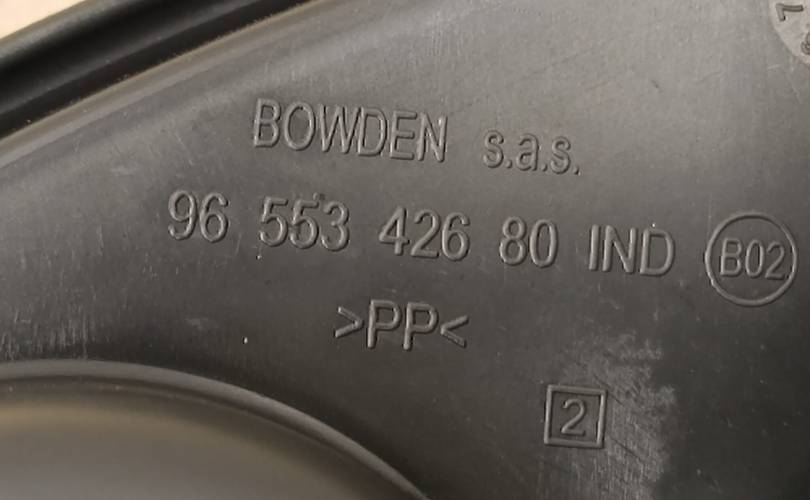 BOWDEN s.a.s.
96 553 426 80 IND B02
>PP<
2